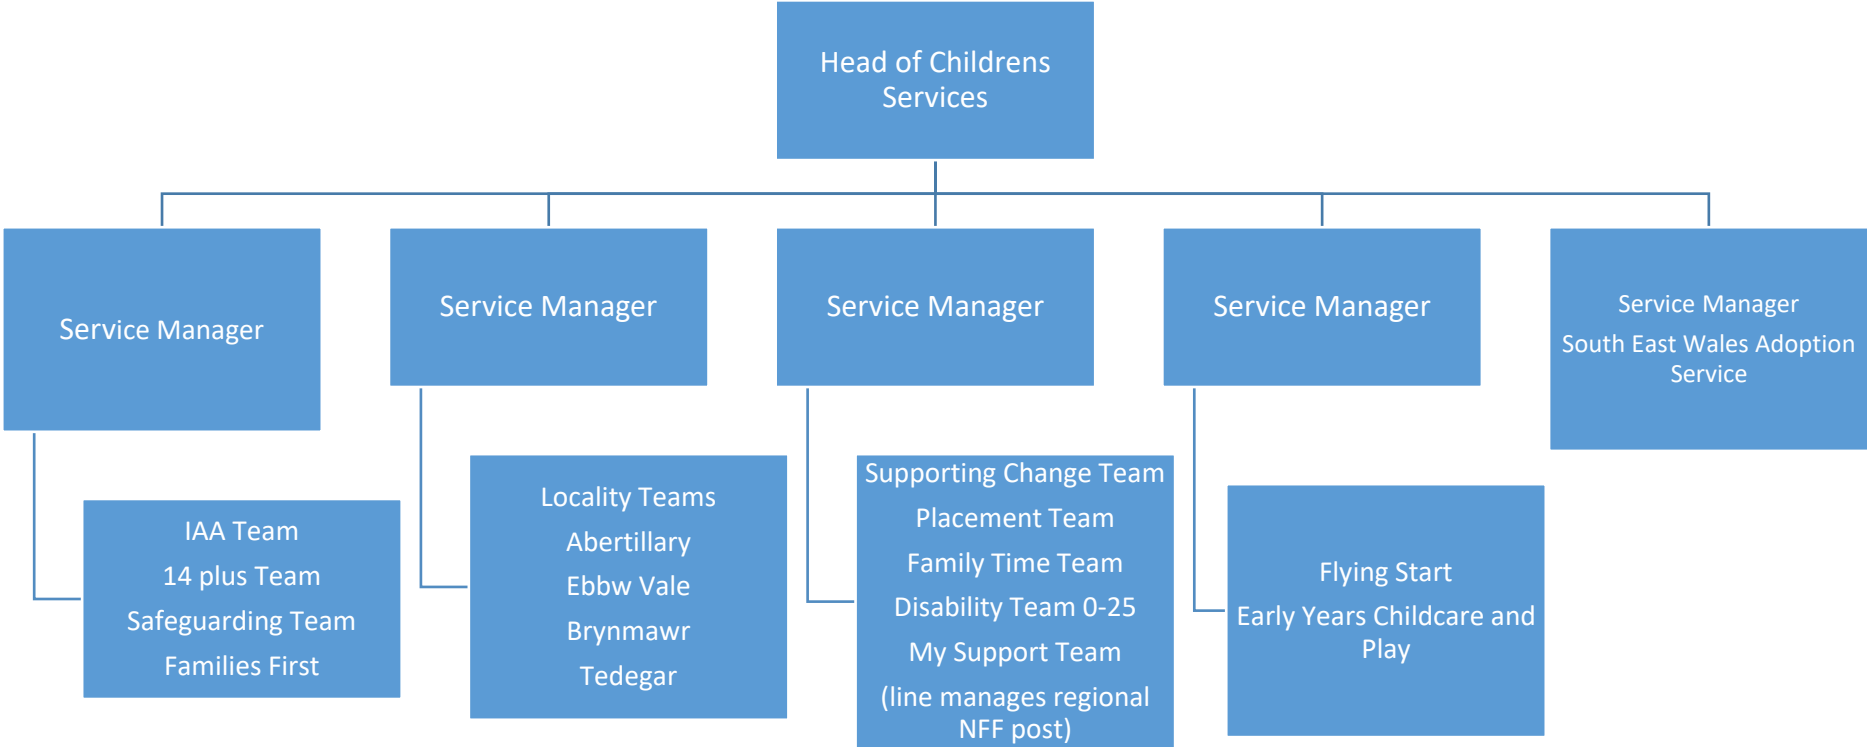 Head of Childrens
Services
Service Manager
Service Manager
Service Manager
Service Manager
Service Manager
South East Wales Adoption
Service
IAA Team
14 plus Team
Safeguarding Team
Families First
Locality Teams
Abertillary
Ebbw Vale
Brynmawr
Tedegar
Supporting Change Team
Placement Team
Family Time Team
Disability Team 0-25
My Support Team
(line manages regional
NFF post)
Flying Start
Early Years Childcare and
Play